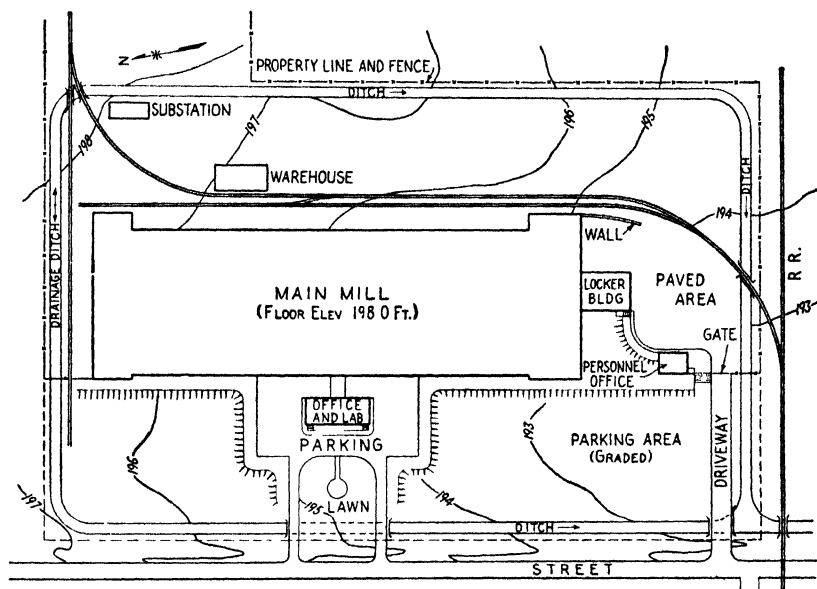 N
PROPERTY LINE AND FENCE
DITCH →
SUBSTATION
198
197
196
195
WAREHOUSE
DITCH
194
WALL
R R.
DRAINAGE DITCH
MAIN MILL
(FLOOR ELEV 198 0 FT.)
LOCKER
BLDG
PAVED
AREA
193
GATE
PERSONNEL
OFFICE
OFFICE
AND LAB
PARKING
193
PARKING AREA
(GRADED)
DRIVEWAY
196
197
195
194
LAWN
DITCH →
STREET